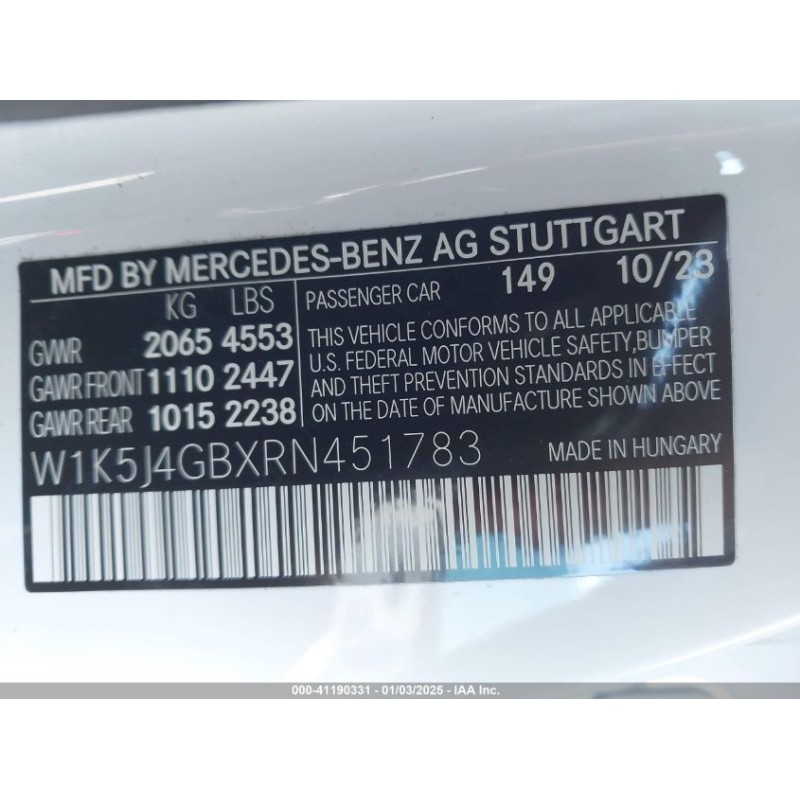 MFD BY MERCEDES-BENZ AG STUTTGART
KG LBS
GVWR 2065 4553
GAWR FRONT 1110 2447
GAWR REAR 1015 2238
PASSENGER CAR 149 10/23
THIS VEHICLE CONFORMS TO ALL APPLICABLE
U.S. FEDERAL MOTOR VEHICLE SAFETY,BUMPER
AND THEFT PREVENTION STANDARDS IN EFFECT
ON THE DATE OF MANUFACTURE SHOWN ABOVE
W1K5J4GBXRN451783
MADE IN HUNGARY
000-41190331 - 01/03/2025 - IAA Inc.